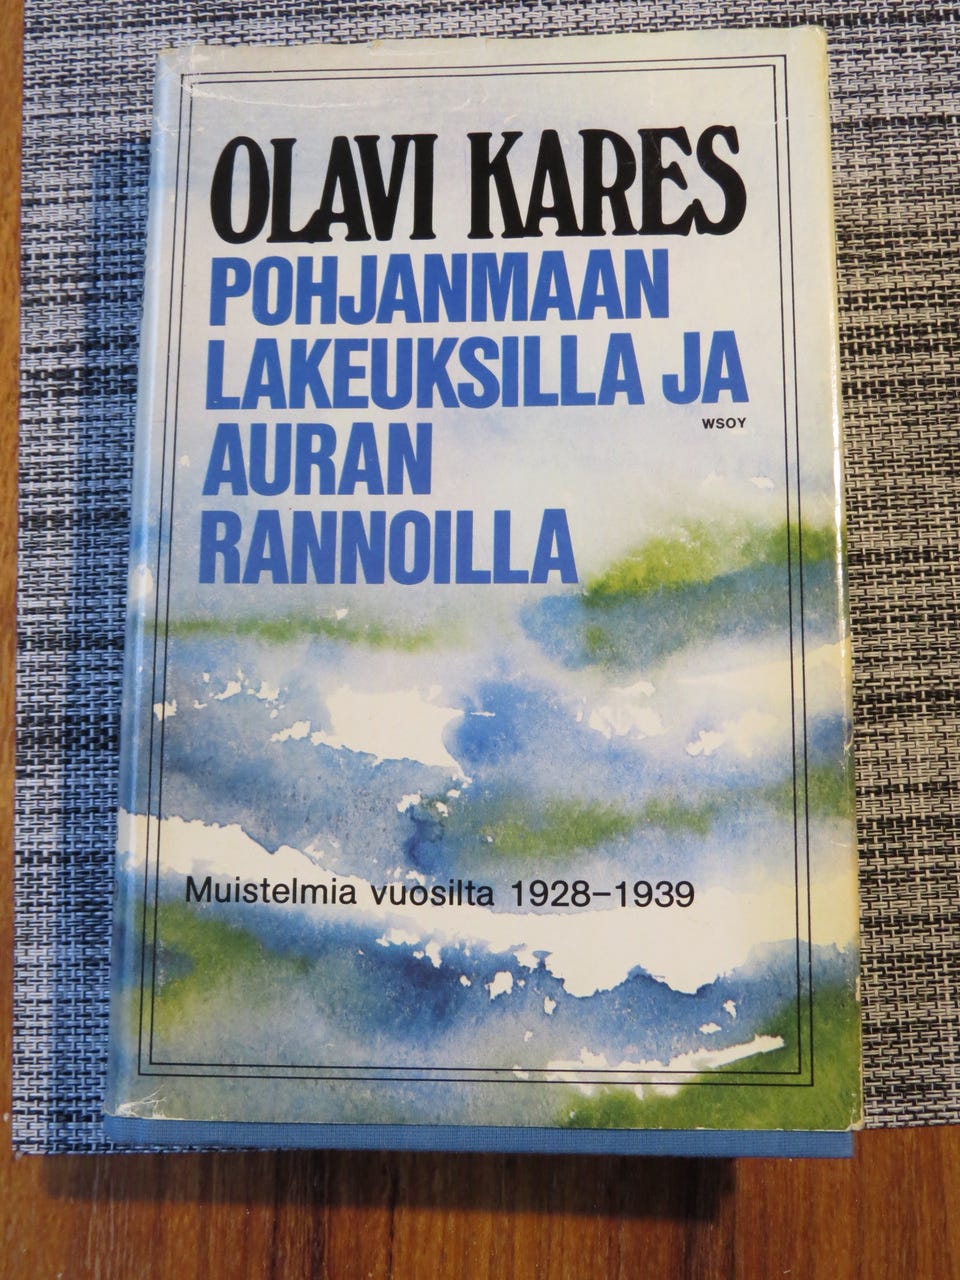 OLAVI KARES
POHJANMAAN
LAKEUKSILLA JA
WSOY
AURAN
RANNOILLA
Muistelmia vuosilta 1928–1939